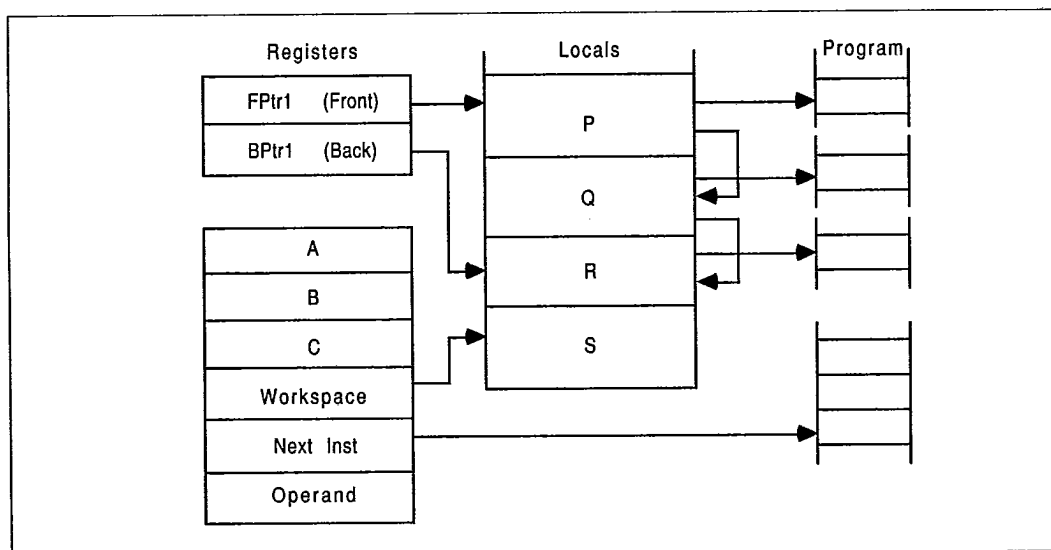 Registers
Locals
Program
FPtr1 (Front)
BPtr1 (Back)
P
Q
R
S
A
B
C
Workspace
Next Inst
Operand